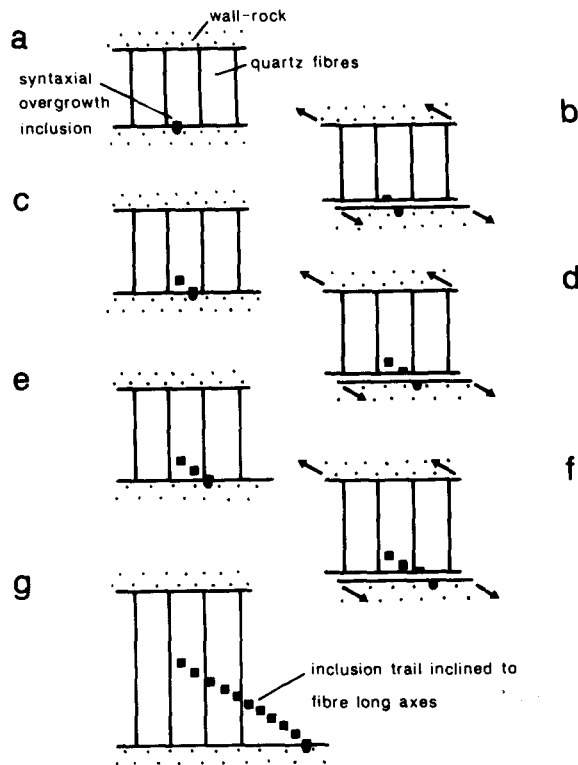 a
wall-rock
quartz fibres
syntaxial
overgrowth
inclusion
b
c
d
e
f
g
inclusion trail inclined to
fibre long axes